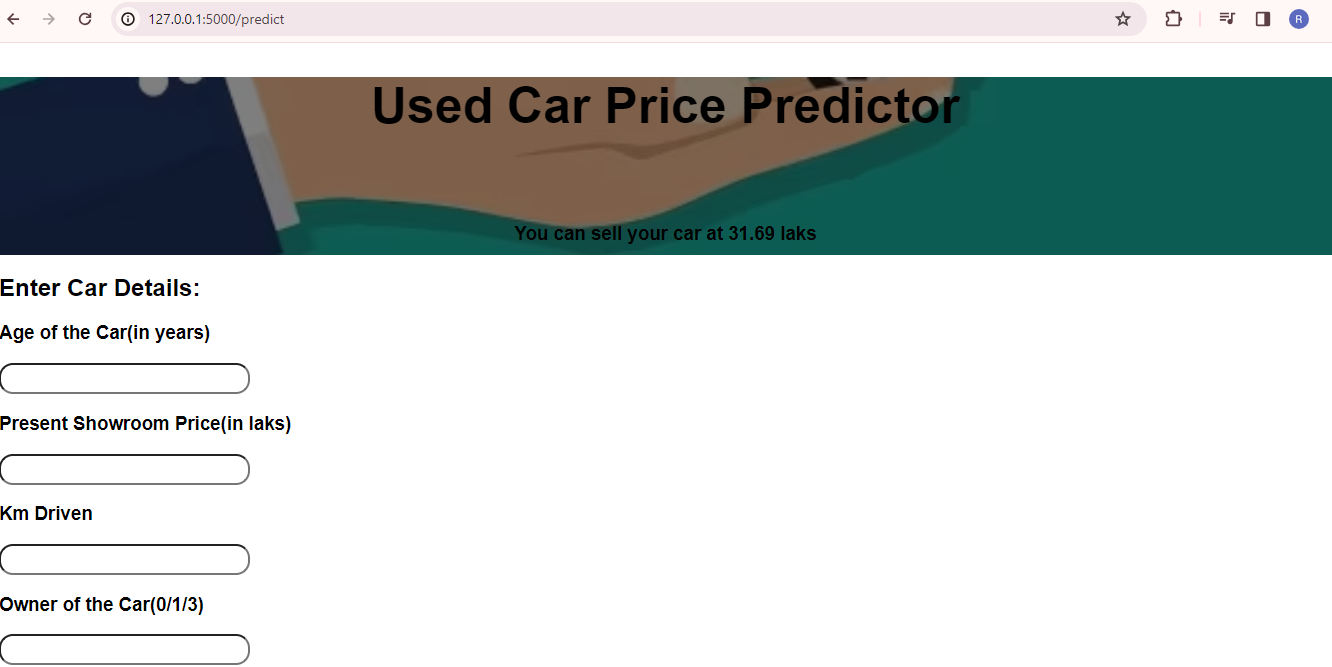 127.0.0.1:5000/predict
R
Used Car Price Predictor
You can sell your car at 31.69 laks
Enter Car Details:
Age of the Car(in years)
Present Showroom Price(in laks)
Km Driven
Owner of the Car(0/1/3)